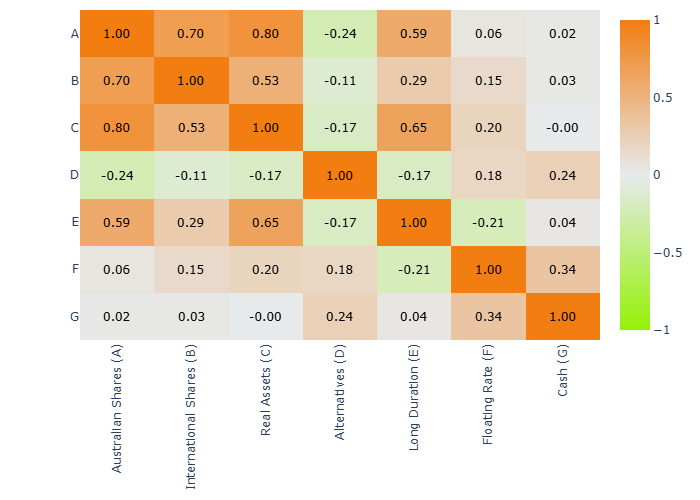 A 1.00 0.70 0.80 -0.24 0.59 0.06 0.02
B 0.70 1.00 0.53 -0.11 0.29 0.15 0.03
C 0.80 0.53 1.00 -0.17 0.65 0.20 -0.00
D -0.24 -0.11 -0.17 1.00 -0.17 0.18 0.24
E 0.59 0.29 0.65 -0.17 1.00 -0.21 0.04
F 0.06 0.15 0.20 0.18 -0.21 1.00 0.34
G 0.02 0.03 -0.00 0.24 0.04 0.34 1.00
Australian Shares (A)
International Shares (B)
Real Assets (C)
Alternatives (D)
Long Duration (E)
Floating Rate (F)
Cash (G)
1
0.5
0
−0.5
−1